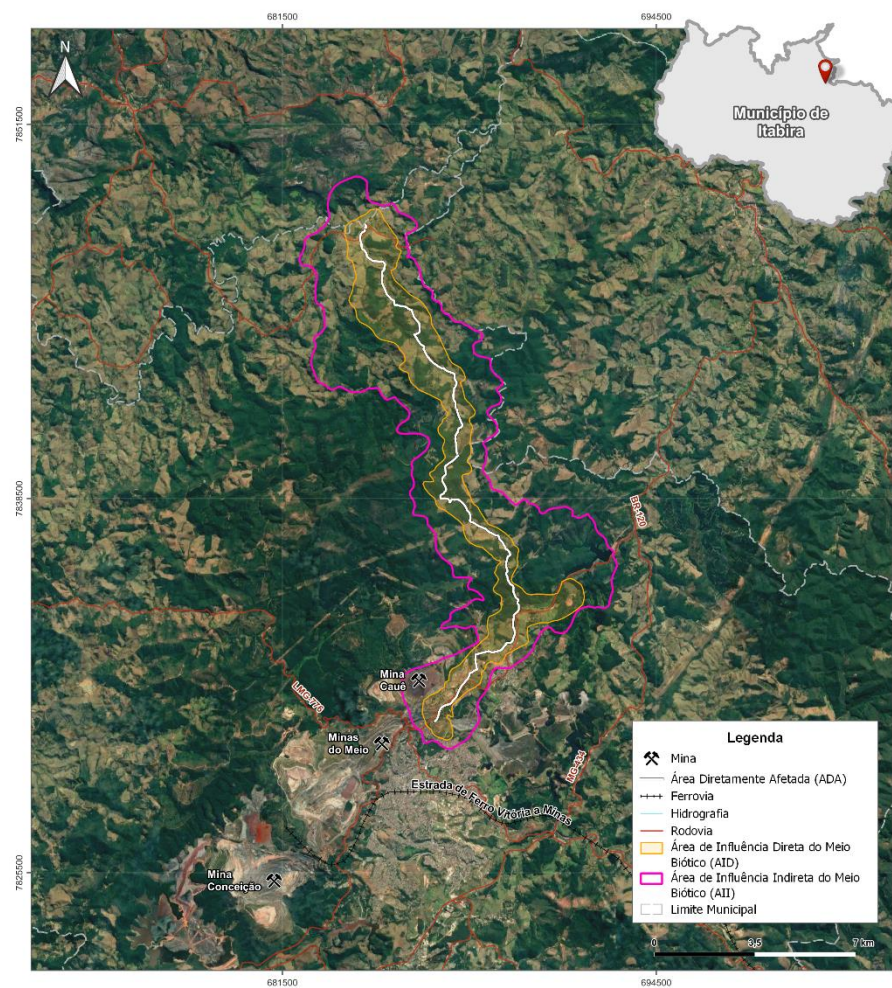 681500
694500
N
Município de
Itabira
7851500
7851500
7838500
BR-120
Mina
Cauê
LMG-776
Minas
do Meio
MG-434
Estrada de Ferro Vitória a Minas
Mina
Conceição
7825500
Legenda
Mina
Área Diretamente Afetada (ADA)
Ferrovia
Hidrografia
Rodovia
Área de Influência Direta do Meio
Biótico (AID)
Área de Influência Indireta do Meio
Biótico (AII)
Limite Municipal
0
3,5
7 km
681500
694500